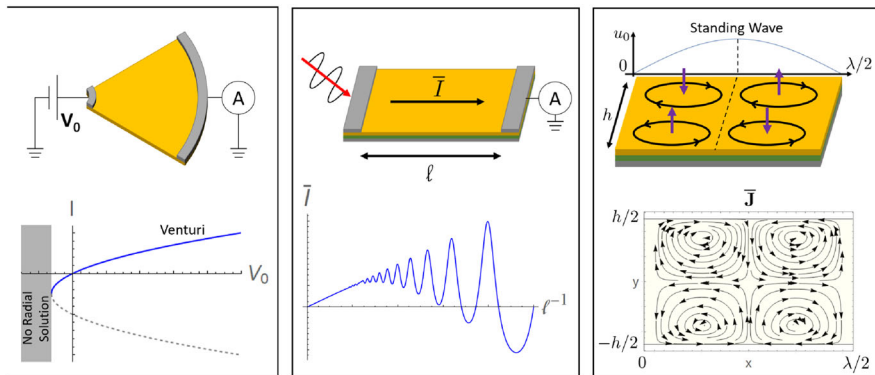 V₀
A
I
Venturi
V₀
No Radial
Solution
I̅
A
ℓ
I̅
ℓ⁻¹
Standing Wave
u₀
0
λ/2
h
J̅
h/2
y
−h/2
0
x
λ/2